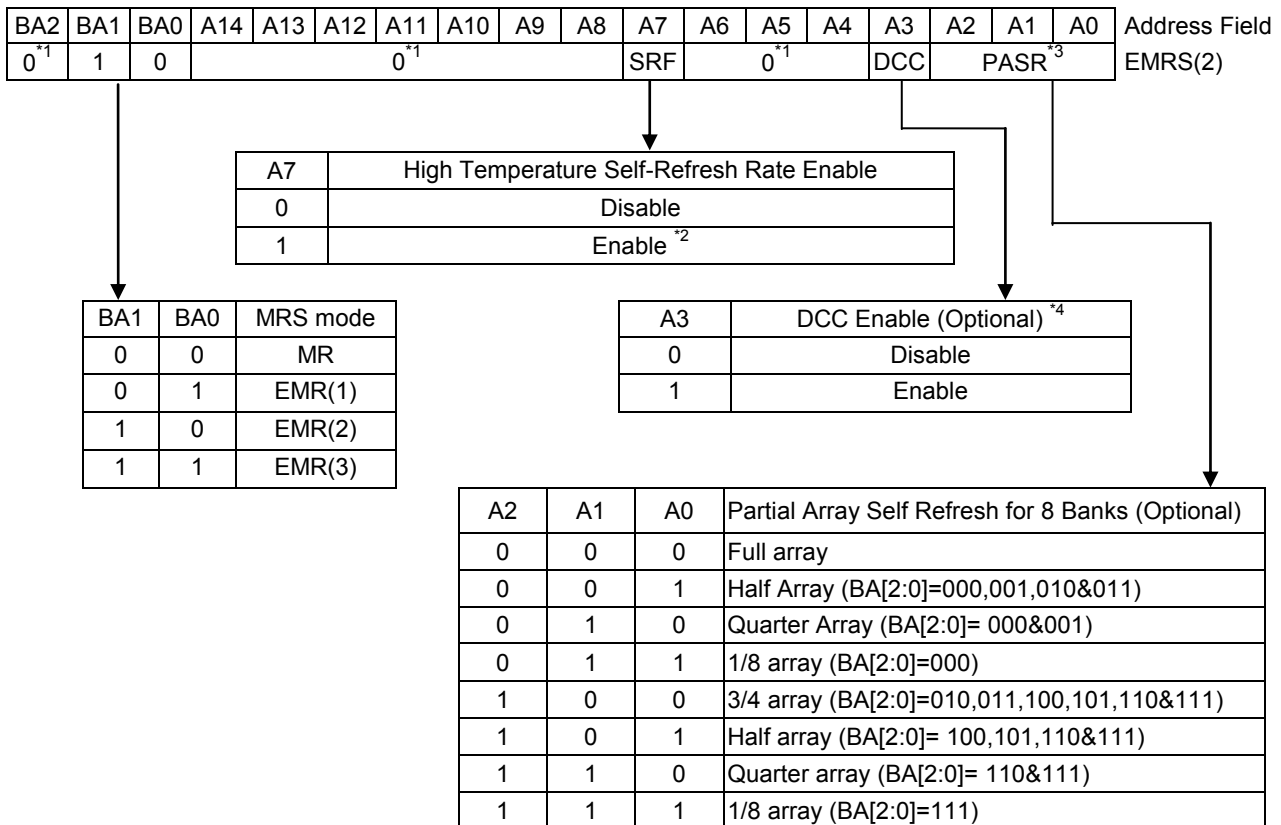 BA2 BA1 BA0 A14 A13 A12 A11 A10 A9 A8 A7 A6 A5 A4 A3 A2 A1 A0 Address Field
0*1 1 0 0*1 SRF 0*1 DCC PASR*3 EMRS(2)
A7 High Temperature Self-Refresh Rate Enable
0 Disable
1 Enable *2
BA1 BA0 MRS mode
0 0 MR
0 1 EMR(1)
1 0 EMR(2)
1 1 EMR(3)
A3 DCC Enable (Optional) *4
0 Disable
1 Enable
A2 A1 A0 Partial Array Self Refresh for 8 Banks (Optional)
0 0 0 Full array
0 0 1 Half Array (BA[2:0]=000,001,010&011)
0 1 0 Quarter Array (BA[2:0]= 000&001)
0 1 1 1/8 array (BA[2:0]=000)
1 0 0 3/4 array (BA[2:0]=010,011,100,101,110&111)
1 0 1 Half array (BA[2:0]= 100,101,110&111)
1 1 0 Quarter array (BA[2:0]= 110&111)
1 1 1 1/8 array (BA[2:0]=111)